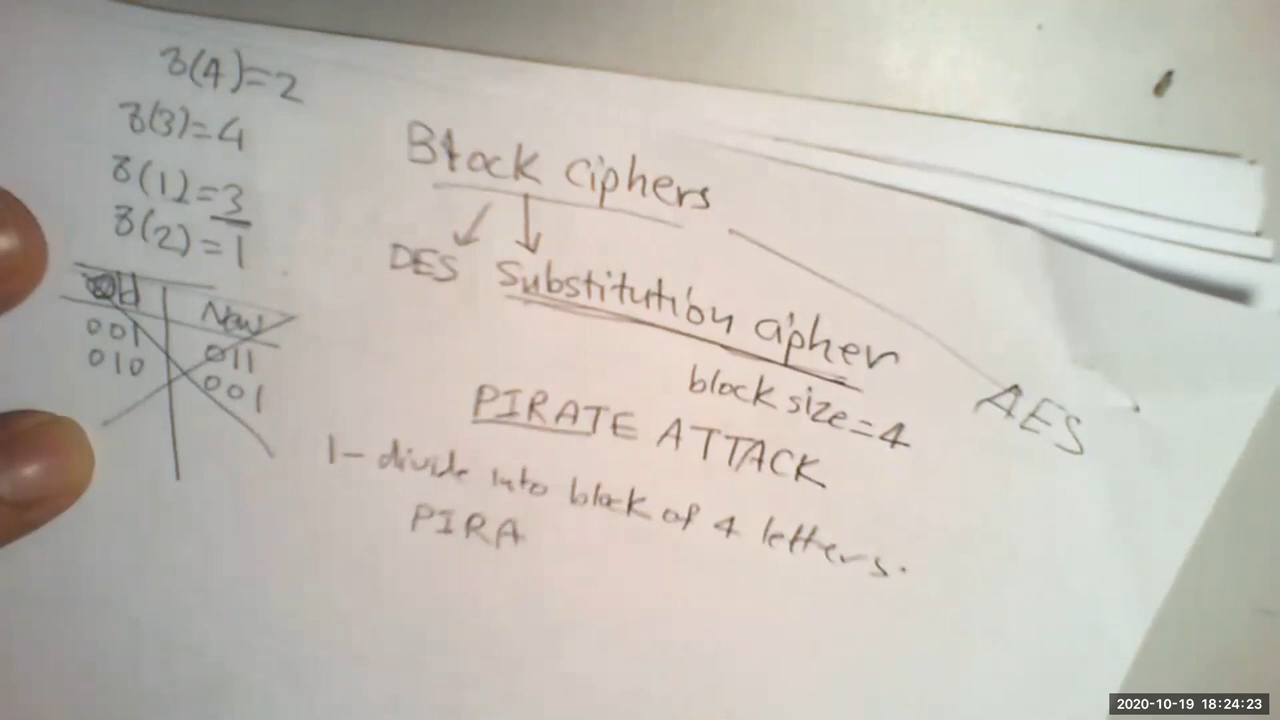 8(4)=2
8(3)=4
8(1)=3
8(2)=1
Old New
001 011
010 001
Block ciphers
DES Substitution cipher AES
block size=4
PIRATE ATTACK
1- divide into block of 4 letters.
PIRA
2020-10-19 18:24:23